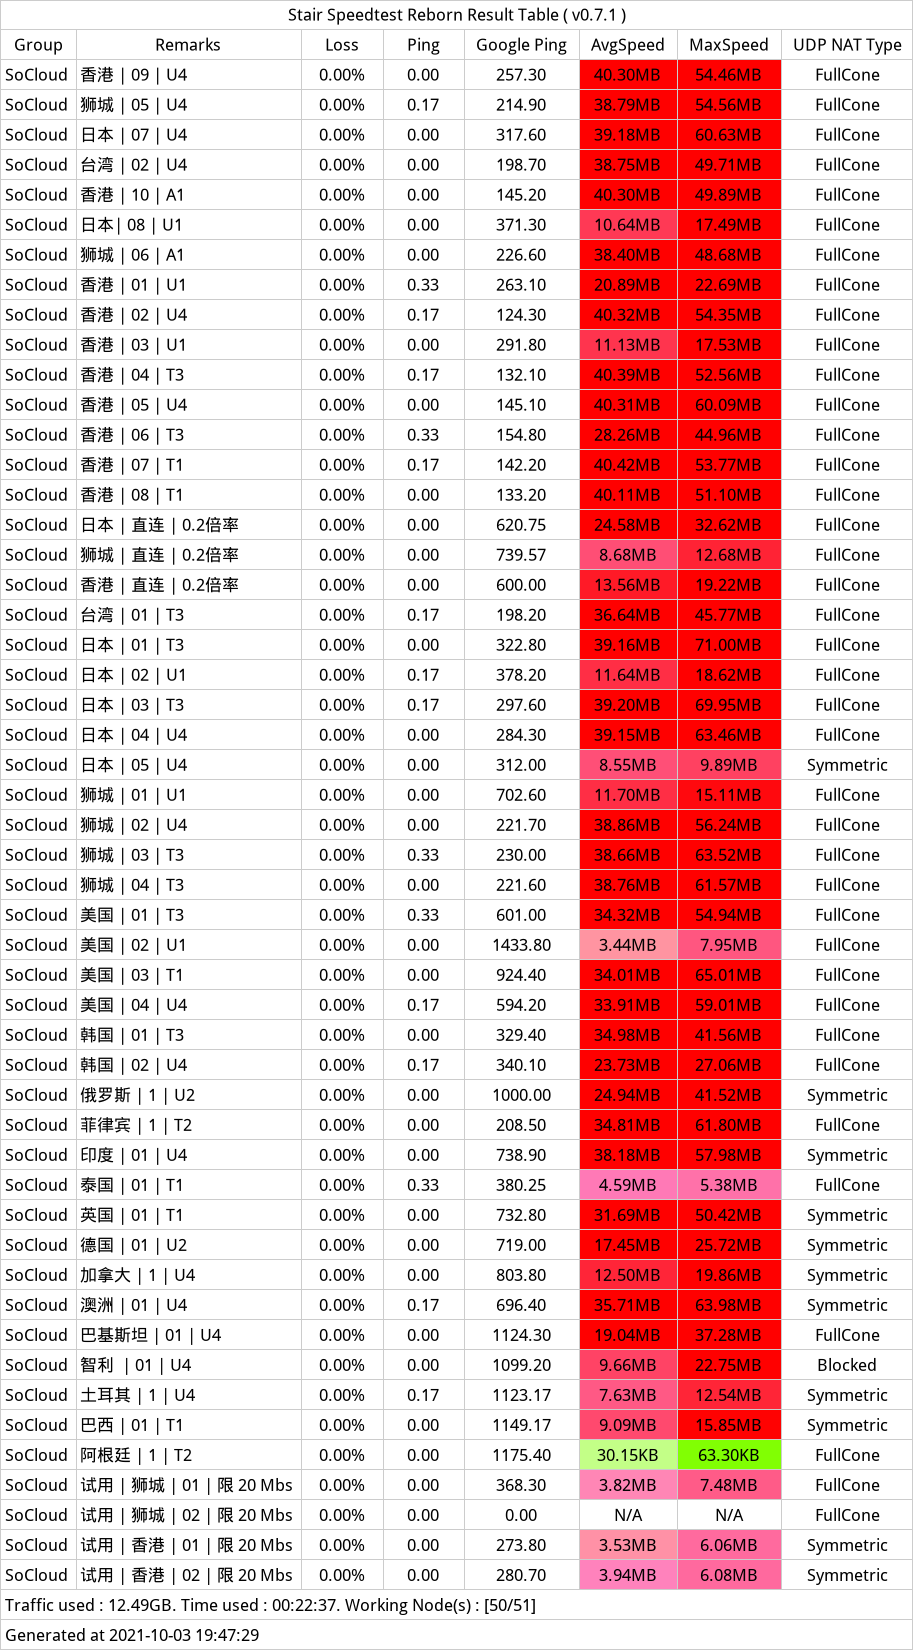 Stair Speedtest Reborn Result Table ( v0.7.1 )
Group Remarks Loss Ping Google Ping AvgSpeed MaxSpeed UDP NAT Type
SoCloud 香港 | 09 | U4 0.00% 0.00 257.30 40.30MB 54.46MB FullCone
SoCloud 狮城 | 05 | U4 0.00% 0.17 214.90 38.79MB 54.56MB FullCone
SoCloud 日本 | 07 | U4 0.00% 0.00 317.60 39.18MB 60.63MB FullCone
SoCloud 台湾 | 02 | U4 0.00% 0.00 198.70 38.75MB 49.71MB FullCone
SoCloud 香港 | 10 | A1 0.00% 0.00 145.20 40.30MB 49.89MB FullCone
SoCloud 日本| 08 | U1 0.00% 0.00 371.30 10.64MB 17.49MB FullCone
SoCloud 狮城 | 06 | A1 0.00% 0.00 226.60 38.40MB 48.68MB FullCone
SoCloud 香港 | 01 | U1 0.00% 0.33 263.10 20.89MB 22.69MB FullCone
SoCloud 香港 | 02 | U4 0.00% 0.17 124.30 40.32MB 54.35MB FullCone
SoCloud 香港 | 03 | U1 0.00% 0.00 291.80 11.13MB 17.53MB FullCone
SoCloud 香港 | 04 | T3 0.00% 0.17 132.10 40.39MB 52.56MB FullCone
SoCloud 香港 | 05 | U4 0.00% 0.00 145.10 40.31MB 60.09MB FullCone
SoCloud 香港 | 06 | T3 0.00% 0.33 154.80 28.26MB 44.96MB FullCone
SoCloud 香港 | 07 | T1 0.00% 0.17 142.20 40.42MB 53.77MB FullCone
SoCloud 香港 | 08 | T1 0.00% 0.00 133.20 40.11MB 51.10MB FullCone
SoCloud 日本 | 直连 | 0.2倍率 0.00% 0.00 620.75 24.58MB 32.62MB FullCone
SoCloud 狮城 | 直连 | 0.2倍率 0.00% 0.00 739.57 8.68MB 12.68MB FullCone
SoCloud 香港 | 直连 | 0.2倍率 0.00% 0.00 600.00 13.56MB 19.22MB FullCone
SoCloud 台湾 | 01 | T3 0.00% 0.17 198.20 36.64MB 45.77MB FullCone
SoCloud 日本 | 01 | T3 0.00% 0.00 322.80 39.16MB 71.00MB FullCone
SoCloud 日本 | 02 | U1 0.00% 0.17 378.20 11.64MB 18.62MB FullCone
SoCloud 日本 | 03 | T3 0.00% 0.17 297.60 39.20MB 69.95MB FullCone
SoCloud 日本 | 04 | U4 0.00% 0.00 284.30 39.15MB 63.46MB FullCone
SoCloud 日本 | 05 | U4 0.00% 0.00 312.00 8.55MB 9.89MB Symmetric
SoCloud 狮城 | 01 | U1 0.00% 0.00 702.60 11.70MB 15.11MB FullCone
SoCloud 狮城 | 02 | U4 0.00% 0.00 221.70 38.86MB 56.24MB FullCone
SoCloud 狮城 | 03 | T3 0.00% 0.33 230.00 38.66MB 63.52MB FullCone
SoCloud 狮城 | 04 | T3 0.00% 0.00 221.60 38.76MB 61.57MB FullCone
SoCloud 美国 | 01 | T3 0.00% 0.33 601.00 34.32MB 54.94MB FullCone
SoCloud 美国 | 02 | U1 0.00% 0.00 1433.80 3.44MB 7.95MB FullCone
SoCloud 美国 | 03 | T1 0.00% 0.00 924.40 34.01MB 65.01MB FullCone
SoCloud 美国 | 04 | U4 0.00% 0.17 594.20 33.91MB 59.01MB FullCone
SoCloud 韩国 | 01 | T3 0.00% 0.00 329.40 34.98MB 41.56MB FullCone
SoCloud 韩国 | 02 | U4 0.00% 0.17 340.10 23.73MB 27.06MB FullCone
SoCloud 俄罗斯 | 1 | U2 0.00% 0.00 1000.00 24.94MB 41.52MB Symmetric
SoCloud 菲律宾 | 1 | T2 0.00% 0.00 208.50 34.81MB 61.80MB FullCone
SoCloud 印度 | 01 | U4 0.00% 0.00 738.90 38.18MB 57.98MB Symmetric
SoCloud 泰国 | 01 | T1 0.00% 0.33 380.25 4.59MB 5.38MB FullCone
SoCloud 英国 | 01 | T1 0.00% 0.00 732.80 31.69MB 50.42MB Symmetric
SoCloud 德国 | 01 | U2 0.00% 0.00 719.00 17.45MB 25.72MB Symmetric
SoCloud 加拿大 | 1 | U4 0.00% 0.00 803.80 12.50MB 19.86MB Symmetric
SoCloud 澳洲 | 01 | U4 0.00% 0.17 696.40 35.71MB 63.98MB Symmetric
SoCloud 巴基斯坦 | 01 | U4 0.00% 0.00 1124.30 19.04MB 37.28MB FullCone
SoCloud 智利 | 01 | U4 0.00% 0.00 1099.20 9.66MB 22.75MB Blocked
SoCloud 土耳其 | 1 | U4 0.00% 0.17 1123.17 7.63MB 12.54MB Symmetric
SoCloud 巴西 | 01 | T1 0.00% 0.00 1149.17 9.09MB 15.85MB Symmetric
SoCloud 阿根廷 | 1 | T2 0.00% 0.00 1175.40 30.15KB 63.30KB FullCone
SoCloud 试用 | 狮城 | 01 | 限 20 Mbs 0.00% 0.00 368.30 3.82MB 7.48MB FullCone
SoCloud 试用 | 狮城 | 02 | 限 20 Mbs 0.00% 0.00 0.00 N/A N/A FullCone
SoCloud 试用 | 香港 | 01 | 限 20 Mbs 0.00% 0.00 273.80 3.53MB 6.06MB Symmetric
SoCloud 试用 | 香港 | 02 | 限 20 Mbs 0.00% 0.00 280.70 3.94MB 6.08MB Symmetric
Traffic used : 12.49GB. Time used : 00:22:37. Working Node(s) : [50/51]
Generated at 2021-10-03 19:47:29